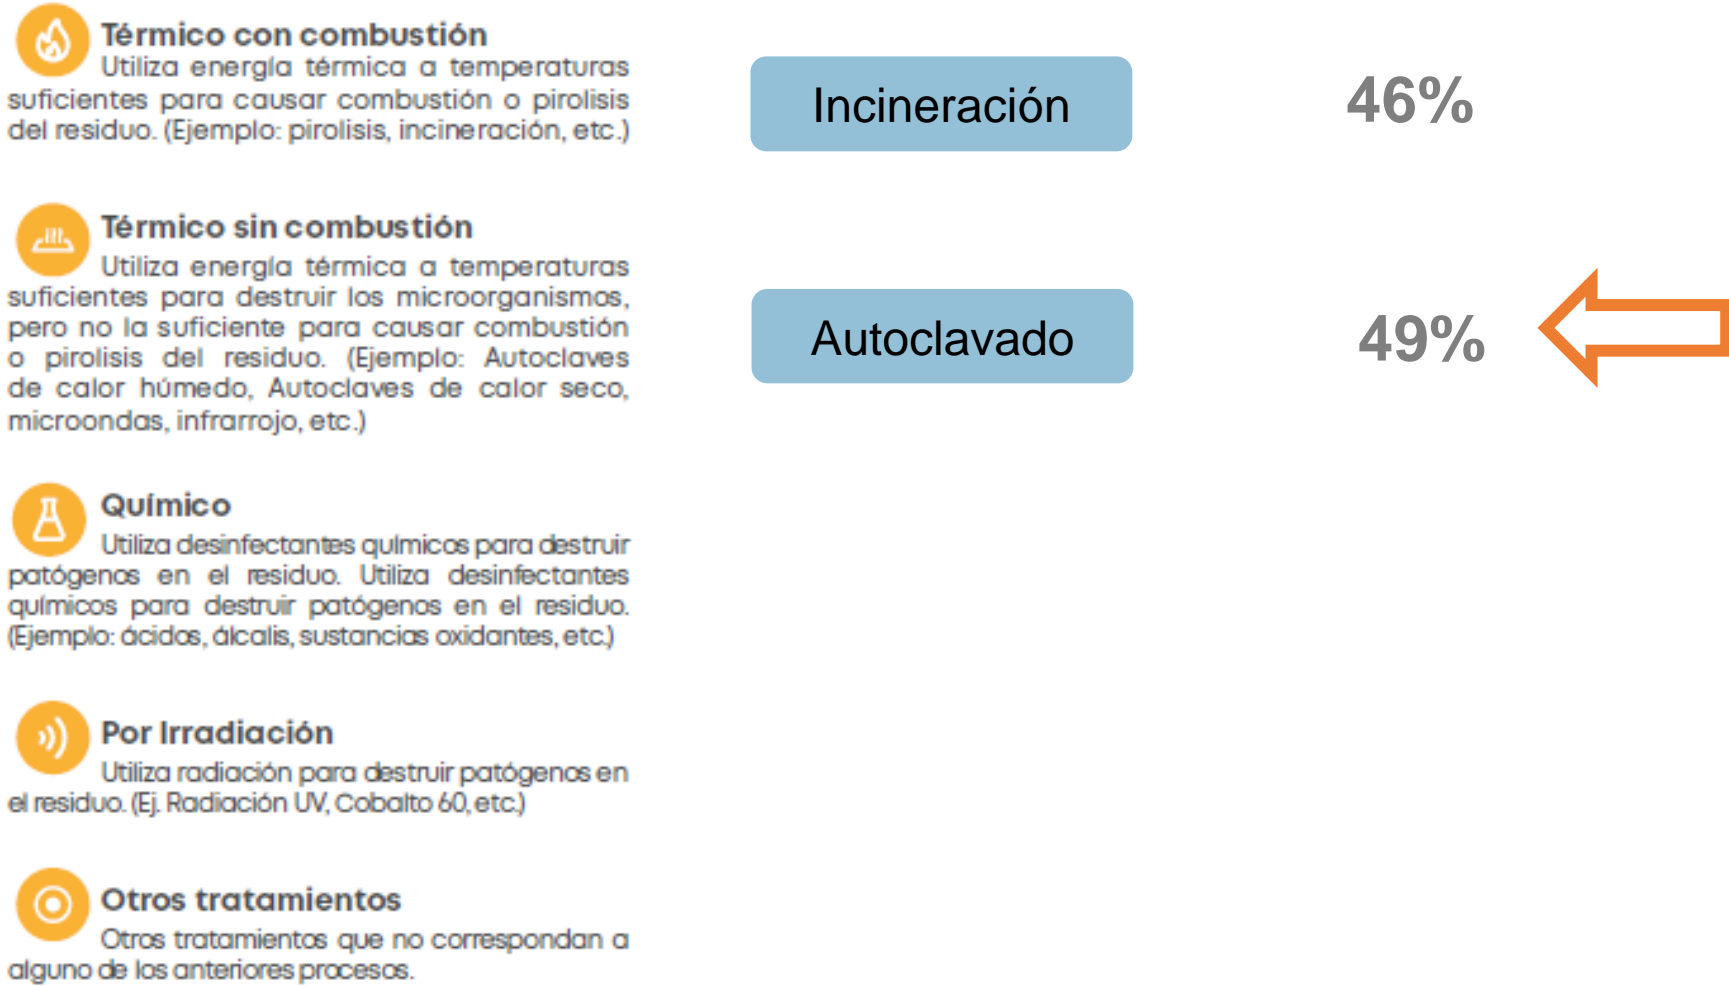 Térmico con combustión
Utiliza energía térmica a temperaturas
suficientes para causar combustión o pirolisis
del residuo. (Ejemplo: pirolisis, incineración, etc.)
Incineración
46%
Térmico sin combustión
Utiliza energía térmica a temperaturas
suficientes para destruir los microorganismos,
pero no la suficiente para causar combustión
o pirolisis del residuo. (Ejemplo: Autoclaves
de calor húmedo, Autoclaves de calor seco,
microondas, infrarrojo, etc.)
Autoclavado
49%
Químico
Utiliza desinfectantes químicos para destruir
patógenos en el residuo. Utiliza desinfectantes
químicos para destruir patógenos en el residuo.
(Ejemplo: ácidos, álcalis, sustancias oxidantes, etc.)
Por Irradiación
Utiliza radiación para destruir patógenos en
el residuo. (Ej. Radiación UV, Cobalto 60, etc.)
Otros tratamientos
Otros tratamientos que no correspondan a
alguno de los anteriores procesos.